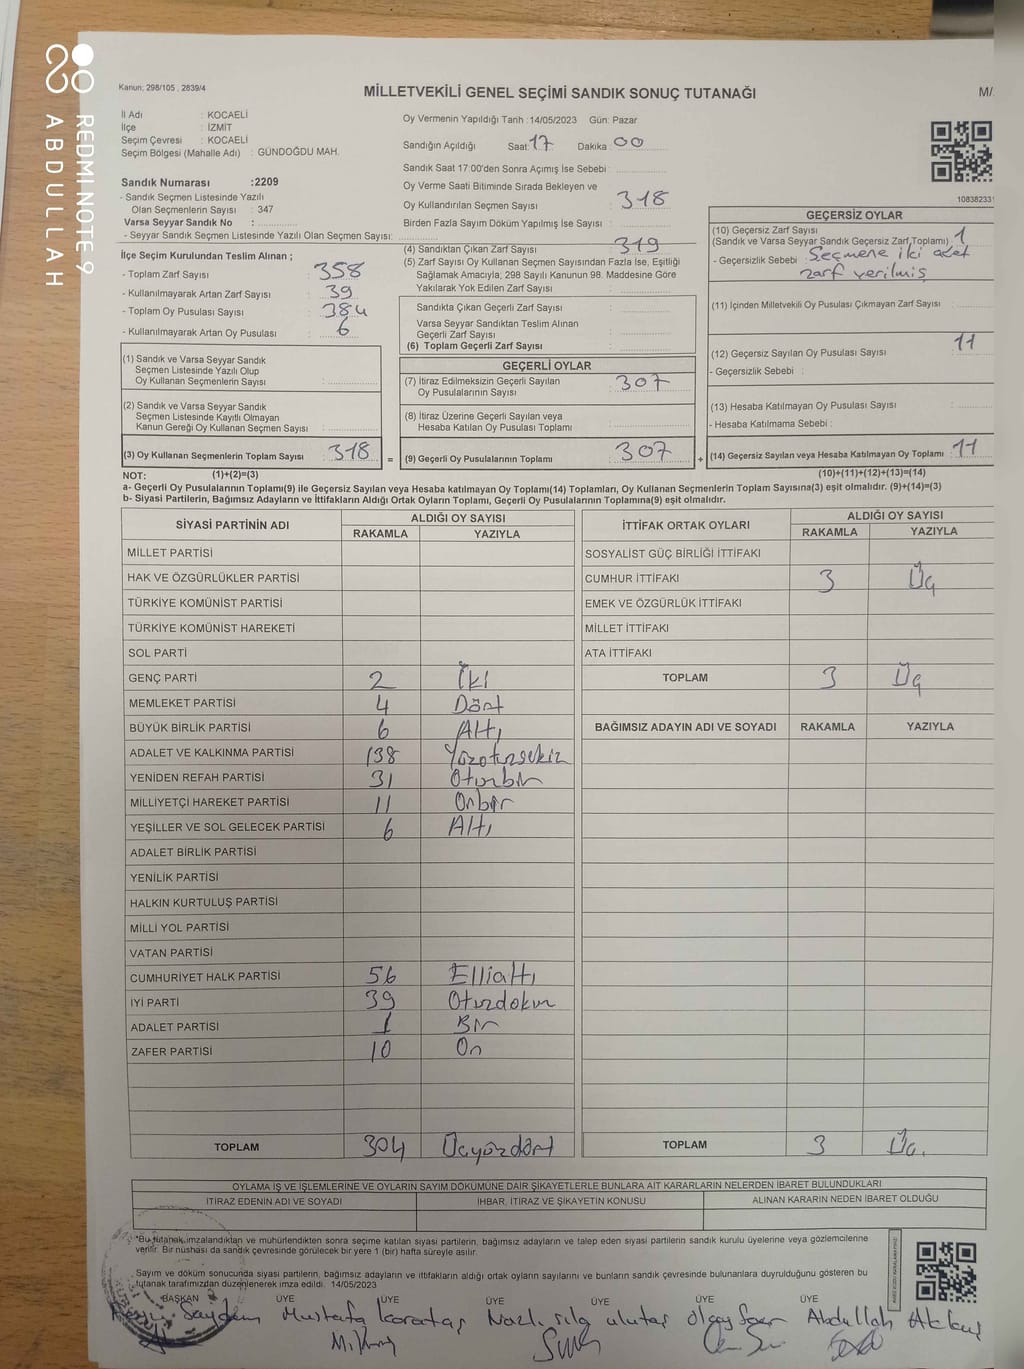 REDMI NOTE 9
ABDULLAH
Kanun; 298/105 , 2839/4
MİLLETVEKİLİ GENEL SEÇİMİ SANDIK SONUÇ TUTANAĞI
M/
İl Adı : KOCAELİ
İlçe : İZMİT
Seçim Çevresi : KOCAELİ
Seçim Bölgesi (Mahalle Adı) : GÜNDOĞDU MAH.
Sandık Numarası :2209
- Sandık Seçmen Listesinde Yazılı
Olan Seçmenlerin Sayısı : 347
Varsa Seyyar Sandık No :
- Seyyar Sandık Seçmen Listesinde Yazılı Olan Seçmen Sayısı:
İlçe Seçim Kurulundan Teslim Alınan ;
- Toplam Zarf Sayısı : 358
- Kullanılmayarak Artan Zarf Sayısı : 39
- Toplam Oy Pusulası Sayısı : 384
- Kullanılmayarak Artan Oy Pusulası : 6
(1) Sandık ve Varsa Seyyar Sandık
Seçmen Listesinde Yazılı Olup
Oy Kullanan Seçmenlerin Sayısı :
(2) Sandık ve Varsa Seyyar Sandık
Seçmen Listesinde Kayıtlı Olmayan
Kanun Gereği Oy Kullanan Seçmen Sayısı :
(3) Oy Kullanan Seçmenlerin Toplam Sayısı : 318 =
Oy Vermenin Yapıldığı Tarih :14/05/2023 Gün: Pazar
Sandığın Açıldığı Saat:17 Dakika :00
Sandık Saat 17:00'den Sonra Açımış İse Sebebi :
Oy Verme Saati Bitiminde Sırada Bekleyen ve
Oy Kullandırılan Seçmen Sayısı : 318
Birden Fazla Sayım Döküm Yapılmış İse Sayısı :
(4) Sandıktan Çıkan Zarf Sayısı : 319
(5) Zarf Sayısı Oy Kullanan Seçmen Sayısından Fazla İse, Eşitliği
Sağlamak Amacıyla; 298 Sayılı Kanunun 98. Maddesine Göre
Yakılarak Yok Edilen Zarf Sayısı :
Sandıkta Çıkan Geçerli Zarf Sayısı :
Varsa Seyyar Sandıktan Teslim Alınan
Geçerli Zarf Sayısı :
(6) Toplam Geçerli Zarf Sayısı :
GEÇERLİ OYLAR
(7) İtiraz Edilmeksizin Geçerli Sayılan
Oy Pusulalarının Sayısı : 307
(8) İtiraz Üzerine Geçerli Sayılan veya
Hesaba Katılan Oy Pusulası Toplamı :
(9) Geçerli Oy Pusulalarının Toplamı : 307 +
10838233
GEÇERSİZ OYLAR
(10) Geçersiz Zarf Sayısı
(Sandık ve Varsa Seyyar Sandık Geçersiz Zarf Toplamı) 1
- Geçersizlik Sebebi : Seçmene iki adet
zarf verilmiş
(11) İçinden Milletvekili Oy Pusulası Çıkmayan Zarf Sayısı :
(12) Geçersiz Sayılan Oy Pusulası Sayısı : 11
- Geçersizlik Sebebi :
(13) Hesaba Katılmayan Oy Pusulası Sayısı :
- Hesaba Katılmama Sebebi :
(14) Geçersiz Sayılan veya Hesaba Katılmayan Oy Toplamı : 11
NOT: (1)+(2)=(3) (10)+(11)+(12)+(13)=(14)
a- Geçerli Oy Pusulalarının Toplamı(9) ile Geçersiz Sayılan veya Hesaba katılmayan Oy Toplamı(14) Toplamları, Oy Kullanan Seçmenlerin Toplam Sayısına(3) eşit olmalıdır. (9)+(14)=(3)
b- Siyasi Partilerin, Bağımsız Adayların ve İttifakların Aldığı Ortak Oyların Toplamı, Geçerli Oy Pusulalarının Toplamına(9) eşit olmalıdır.
SİYASİ PARTİNİN ADI ALDIĞI OY SAYISI
RAKAMLA YAZIYLA
MİLLET PARTİSİ
HAK VE ÖZGÜRLÜKLER PARTİSİ
TÜRKİYE KOMÜNİST PARTİSİ
TÜRKİYE KOMÜNİST HAREKETİ
SOL PARTİ
GENÇ PARTİ 2 İki
MEMLEKET PARTİSİ 4 Dört
BÜYÜK BİRLİK PARTİSİ 6 Altı
ADALET VE KALKINMA PARTİSİ 138 Yüzotuzsekiz
YENİDEN REFAH PARTİSİ 31 Otuzbir
MİLLİYETÇİ HAREKET PARTİSİ 11 Onbir
YEŞİLLER VE SOL GELECEK PARTİSİ 6 Altı
ADALET BİRLİK PARTİSİ
YENİLİK PARTİSİ
HALKIN KURTULUŞ PARTİSİ
MİLLİ YOL PARTİSİ
VATAN PARTİSİ
CUMHURİYET HALK PARTİSİ 56 Ellialtı
İYİ PARTİ 39 Otuzdokuz
ADALET PARTİSİ 1 Bir
ZAFER PARTİSİ 10 On
TOPLAM 304 Üçyüzdört
İTTİFAK ORTAK OYLARI ALDIĞI OY SAYISI
RAKAMLA YAZIYLA
SOSYALİST GÜÇ BİRLİĞİ İTTİFAKI
CUMHUR İTTİFAKI 3 Üç
EMEK VE ÖZGÜRLÜK İTTİFAKI
MİLLET İTTİFAKI
ATA İTTİFAKI
TOPLAM 3 Üç
BAĞIMSIZ ADAYIN ADI VE SOYADI RAKAMLA YAZIYLA
TOPLAM 3 Üç.
OYLAMA İŞ VE İŞLEMLERİNE VE OYLARIN SAYIM DÖKÜMÜNE DAİR ŞİKAYETLERLE BUNLARA AİT KARARLARIN NELERDEN İBARET BULUNDUKLARI
İTİRAZ EDENİN ADI VE SOYADI İHBAR, İTİRAZ VE ŞİKAYETİN KONUSU ALINAN KARARIN NEDEN İBARET OLDUĞU
*Bu tutanak,imzalandıktan ve mühürlendikten sonra seçime katılan siyasi partilerin, bağımsız adayların ve talep eden siyasi partilerin sandık kurulu üyelerine veya gözlemcilerine
verilir. Bir nüshası da sandık çevresinde görülecek bir yere 1 (bir) hafta süreyle asılır.
Sayım ve döküm sonucunda siyasi partilerin, bağımsız adayların ve ittifakların aldığı ortak oyların sayılarını ve bunların sandık çevresinde bulunanlara duyrulduğunu gösteren bu
tutanak tarafımızdan düzenlenerek imza edildi. 14/05/2023
BAŞKAN ÜYE ÜYE ÜYE ÜYE ÜYE
Saydam Mustafa Karataş Nazlı sıla ulutaş Olcay Abdullah Akkuş